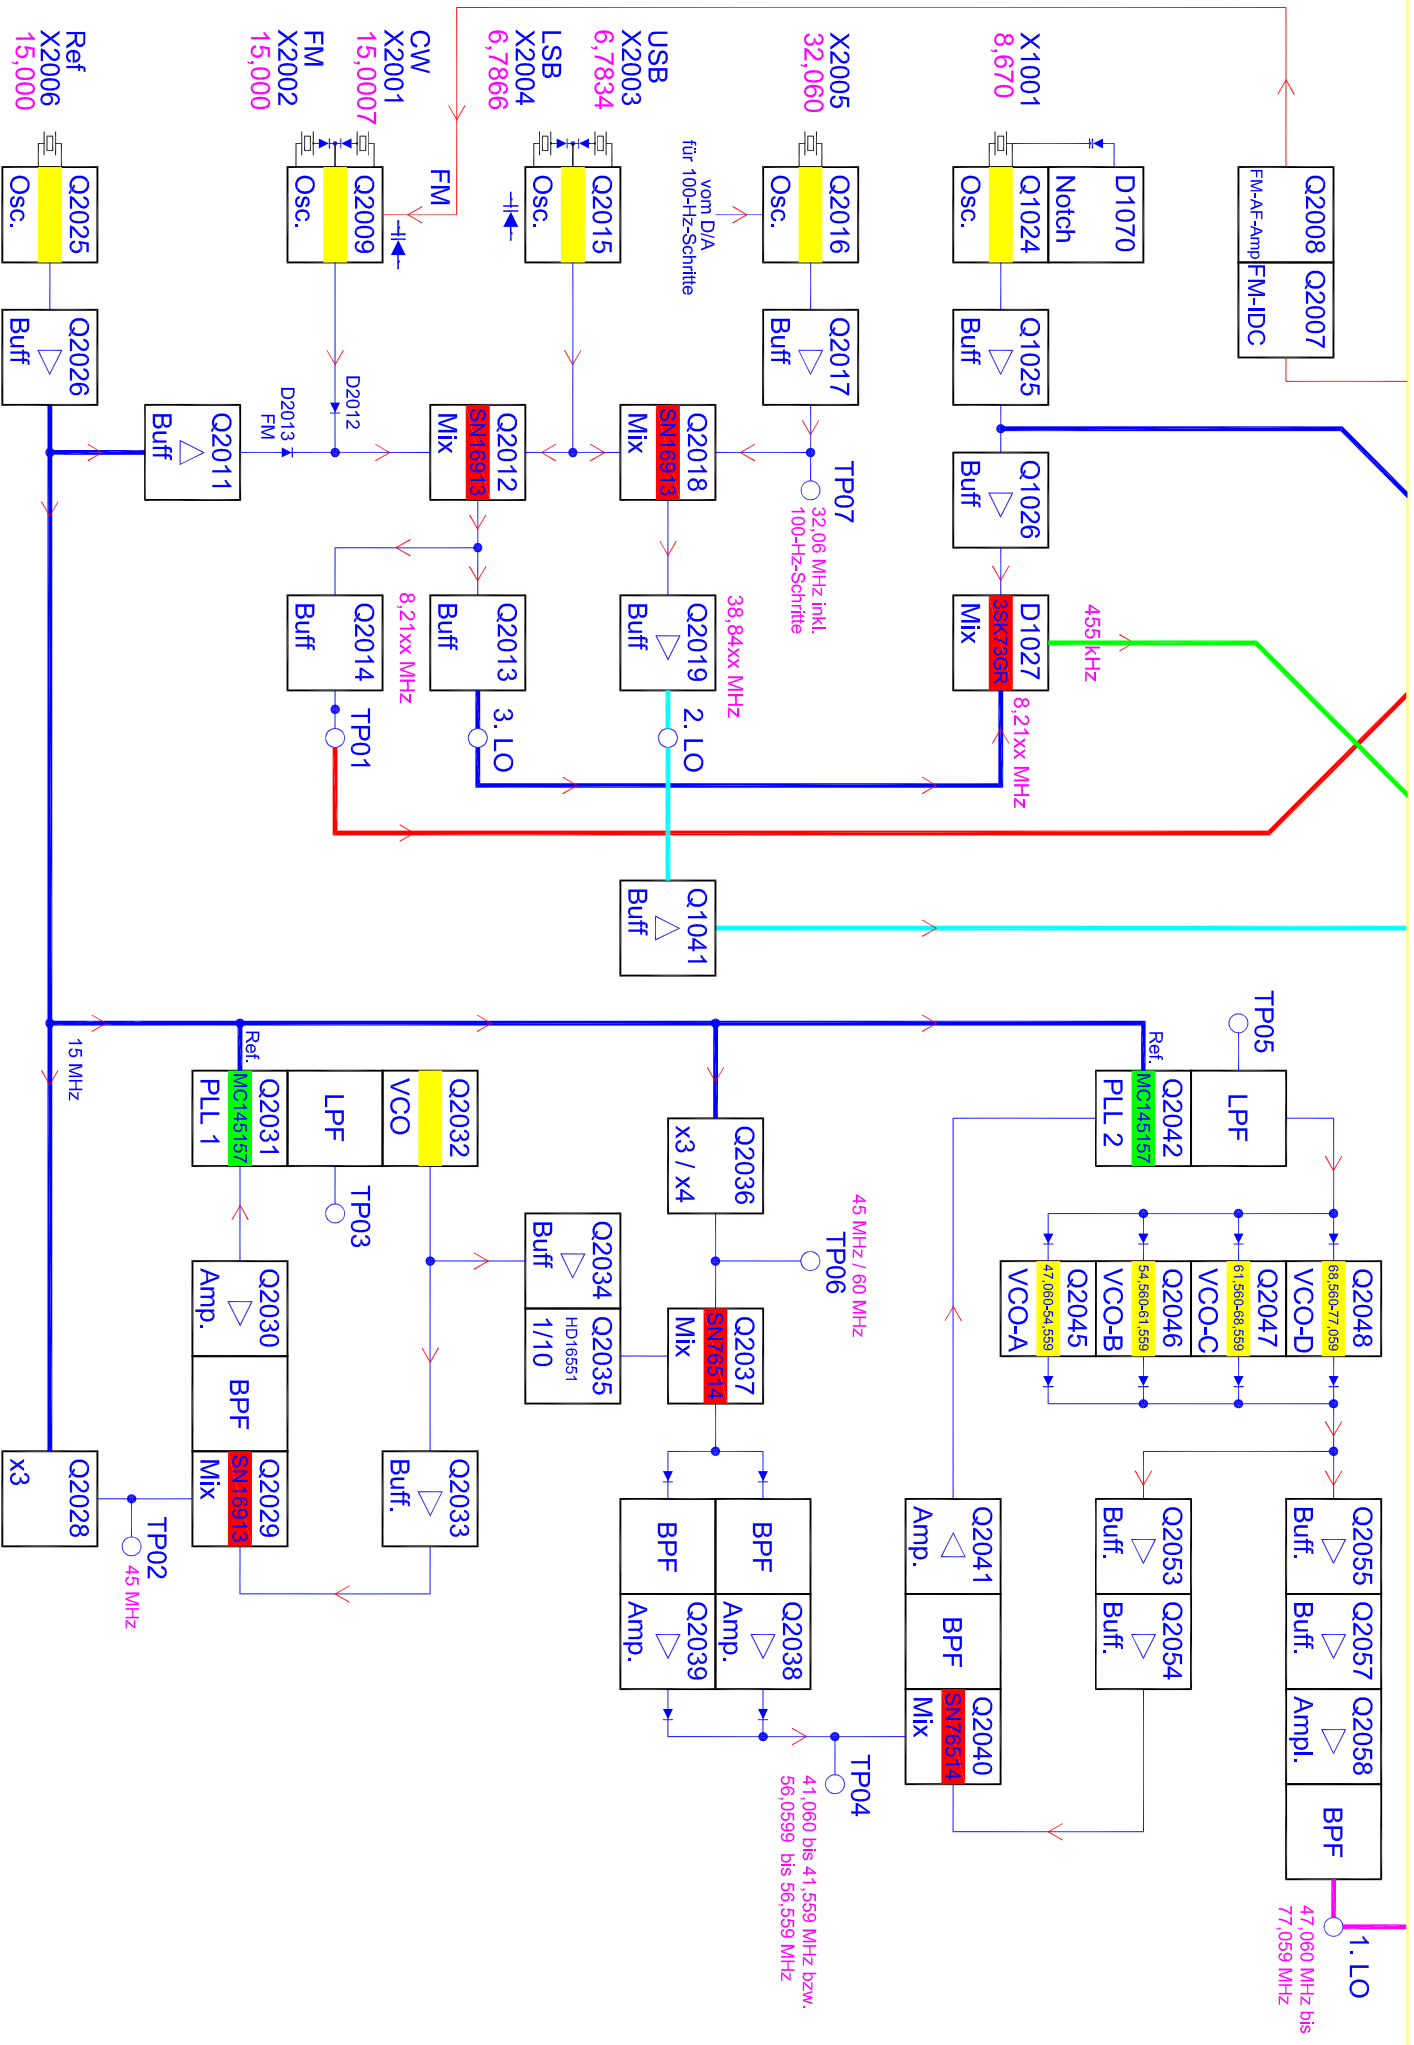 Ref
X2006
15,000
FM
X2002
15,000
CW
X2001
15,0007
LSB
X2004
6,7866
USB
X2003
6,7834
X2005
32,060
X1001
8,670
Q2025
Osc.
Q2009
Osc.
FM
Q2015
Osc.
vom D/A
für 100-Hz-Schritte
Q2016
Osc.
D1070
Notch
Q1024
Osc.
Q2008
FM-AF-Amp
Q2007
FM-IDC
Q2026
Buff
Q2017
Buff
Q1025
Buff
Q2011
Buff
D2013
FM
D2012
Q2012
SN16913
Mix
Q2018
SN16913
Mix
TP07
32,06 MHz inkl.
100-Hz-Schritte
Q1026
Buff
Q2014
Buff
8,21xx MHz
Q2013
Buff
Q2019
Buff
38,84xx MHz
D1027
3SK73GR
Mix
455 kHz
8,21xx MHz
TP01
3. LO
2. LO
Q1041
Buff
15 MHz
Ref.
Q2031
MC145157
PLL 1
LPF
Q2032
VCO
TP03
Q2036
x3 / x4
Ref.
Q2042
MC145157
PLL 2
LPF
TP05
Q2030
Amp.
BPF
Q2029
SN16913
Mix
Q2028
x3
TP02
45 MHz
Q2034
Buff
Q2035
HD16551
1/10
Q2033
Buff.
TP06
45 MHz / 60 MHz
Q2037
SN76514
Mix
Q2045
47,060-54,559
VCO-A
Q2046
54,560-61,559
VCO-B
Q2047
61,560-68,559
VCO-C
Q2048
68,560-77,059
VCO-D
BPF
BPF
Q2039
Amp.
Q2038
Amp.
TP04
41,060 bis 41,559 MHz bzw.
56,0599 bis 56,559 MHz
Q2041
Amp.
BPF
Q2040
SN76514
Mix
Q2053
Buff.
Q2054
Buff.
Q2055
Buff.
Q2057
Buff.
Q2058
Ampl.
BPF
1. LO
47,060 MHz bis
77,059 MHz